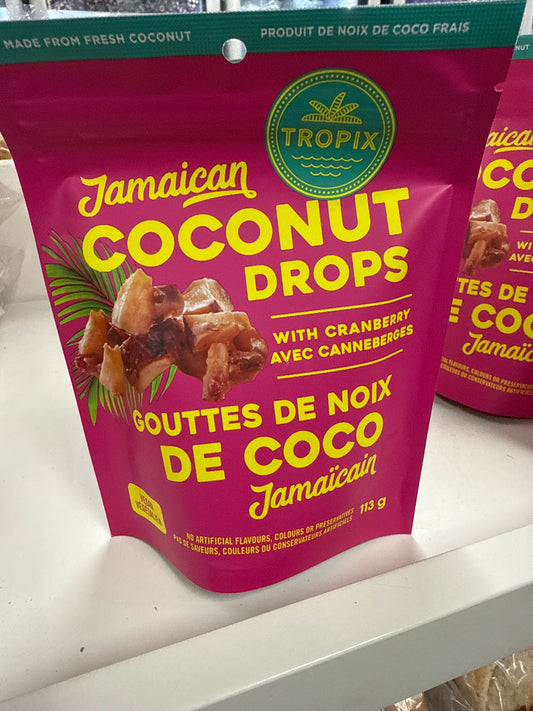 MADE FROM FRESH COCONUT
PRODUIT DE NOIX DE COCO FRAIS
TROPIX
Jamaican
COCONUT
DROPS
WITH CRANBERRY
AVEC CANNEBERGES
GOUTTES DE NOIX
DE COCO
Jamaïcain
VEGAN
NO ARTIFICIAL FLAVOURS, COLOURS OR PRESERVATIVES
PAS DE SAVEURS, COULEURS OU CONSERVATEURS ARTIFICIELS
113 g